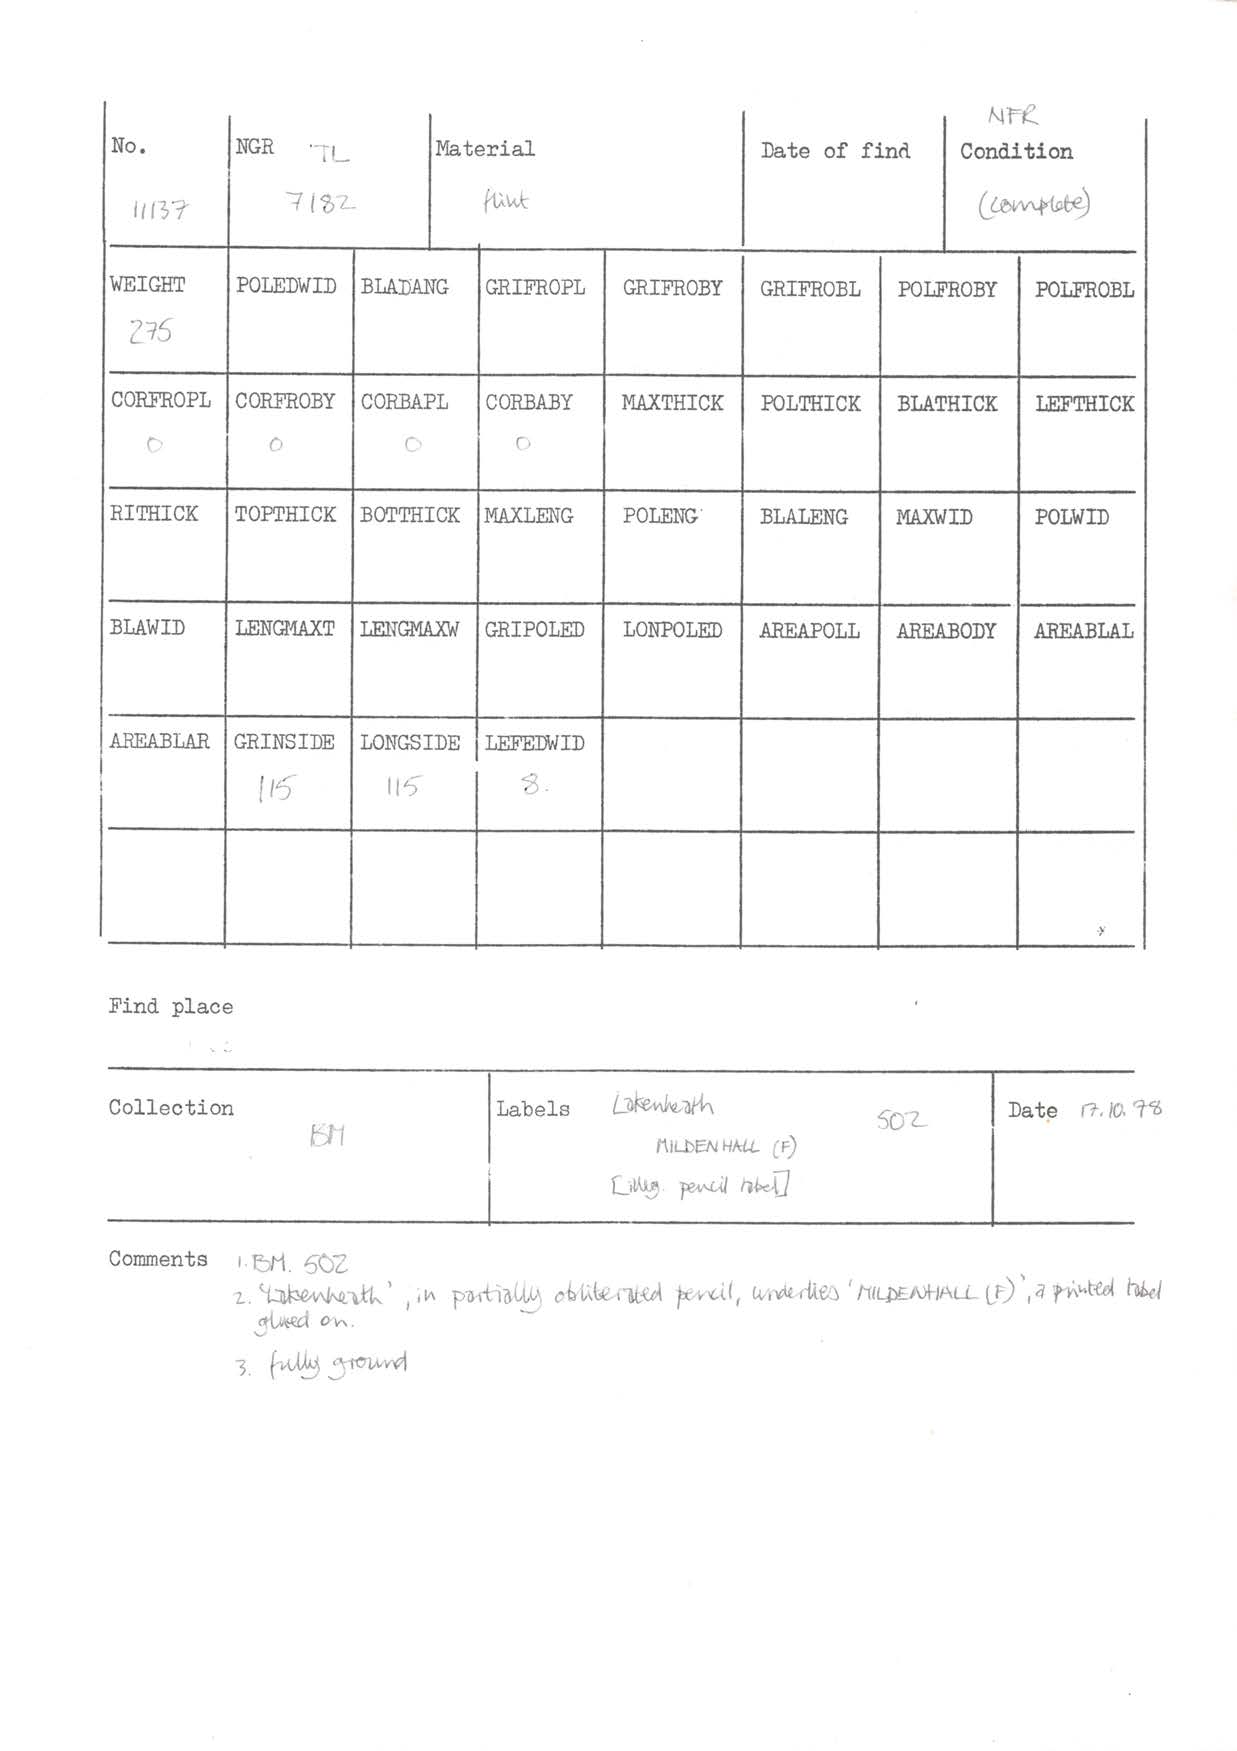 NFR
No. NGR TL Material Date of find Condition
11137 7182 flint (complete)
WEIGHT POLEDWID BLADANG GRIFROPL GRIFROBY GRIFROBL POLFROBY POLFROBL
275
CORFROPL CORFROBY CORBAPL CORBABY MAXTHICK POLTHICK BLATHICK LEFTHICK
0 0 0 0
RITHICK TOPTHICK BOTTHICK MAXLENG POLENG BLALENG MAXWID POLWID
BLAWID LENGMAXT LENGMAXW GRIPOLED LONPOLED AREAPOLL AREABODY AREABLAL
AREABLAR GRINSIDE LONGSIDE LEFEDWID
115 115 8.
Find place
Collection Labels Lakenheath 502 Date 17.10.78
BM MILDENHALL (F)
[illeg. pencil label]
Comments 1. BM. 502
2. 'Lakenheath', in partially obliterated pencil, underlies 'MILDENHALL (F)', a printed label
glued on.
3. fully ground